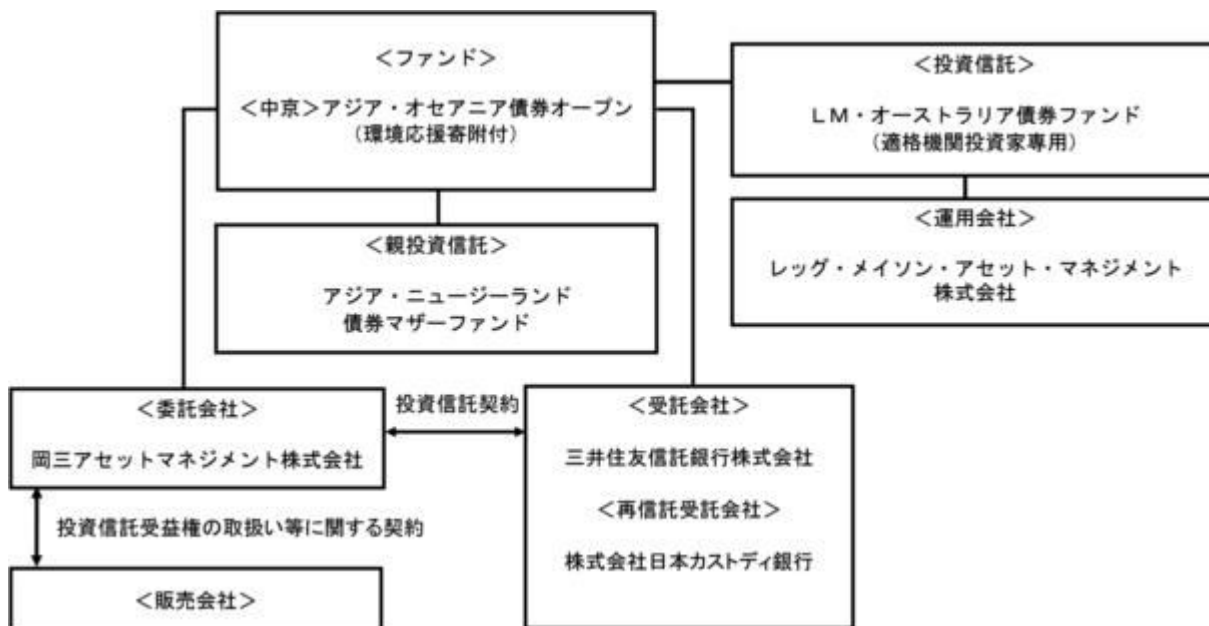 ＜ファンド＞
＜中京＞アジア・オセアニア債券オープン
（環境応援寄附付）
＜投資信託＞
ＬＭ・オーストラリア債券ファンド
（適格機関投資家専用）
＜運用会社＞
レッグ・メイソン・アセット・マネジメント
株式会社
＜親投資信託＞
アジア・ニュージーランド
債券マザーファンド
＜委託会社＞
岡三アセットマネジメント株式会社
投資信託契約
＜受託会社＞
三井住友信託銀行株式会社
＜再信託受託会社＞
株式会社日本カストディ銀行
投資信託受益権の取扱い等に関する契約
＜販売会社＞